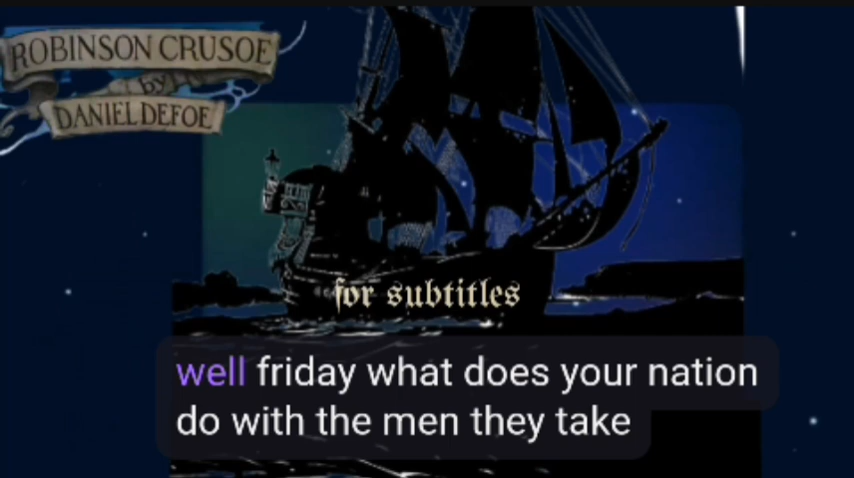 ROBINSON CRUSOE
by
DANIEL DEFOE
for subtitles
well friday what does your nation
do with the men they take